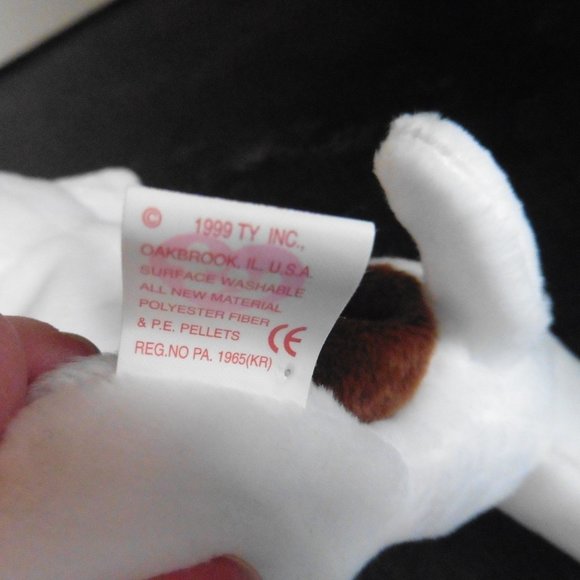 © 1999 TY INC.,
OAKBROOK, IL, U.S.A.
SURFACE WASHABLE
ALL NEW MATERIAL
POLYESTER FIBER
& P.E. PELLETS CE
REG.NO PA. 1965(KR)